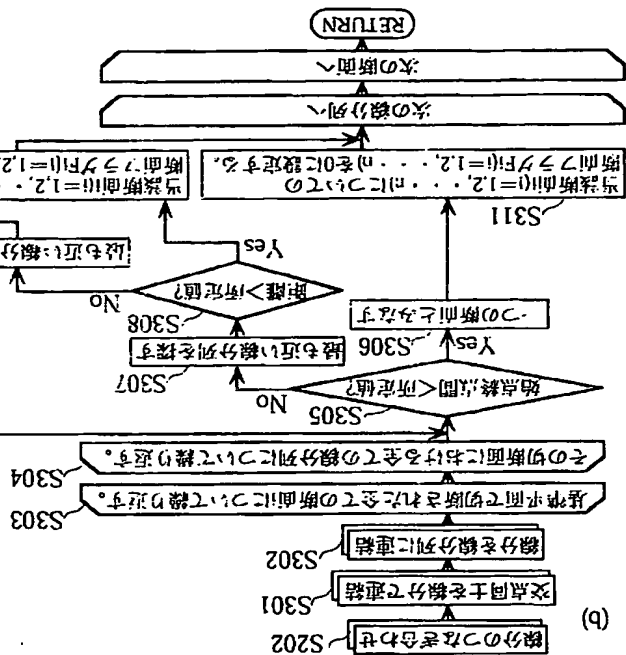 (b)
線分のつなぎ合わせ
S202
交点同士を線分で連結
S301
線分を線分列に連結
S302
基準平面で切断された全ての断面iについて繰り返す。
S303
その切断面における全ての線分列について繰り返す。
S304
始点終点間<所定値?
S305
Yes
No
一つの断面とみなす
S306
最も近い線分列を探す
S307
距離>所定値?
S308
Yes
No
最も近い線分
当該断面i(i=1,2,・・・・n)についての
断面フラグFi(i=1,2,・・・n)を0に設定する。
S311
当該断面i(i=1,2,・・
断面フラグFi(i=1,2
次の線分列へ
次の断面へ
RETURN